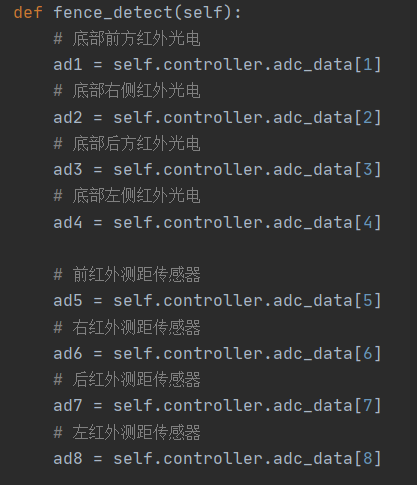 def fence_detect(self):
# 底部前方红外光电
ad1 = self.controller.adc_data[1]
# 底部右侧红外光电
ad2 = self.controller.adc_data[2]
# 底部后方红外光电
ad3 = self.controller.adc_data[3]
# 底部左侧红外光电
ad4 = self.controller.adc_data[4]
# 前红外测距传感器
ad5 = self.controller.adc_data[5]
# 右红外测距传感器
ad6 = self.controller.adc_data[6]
# 后红外测距传感器
ad7 = self.controller.adc_data[7]
# 左红外测距传感器
ad8 = self.controller.adc_data[8]